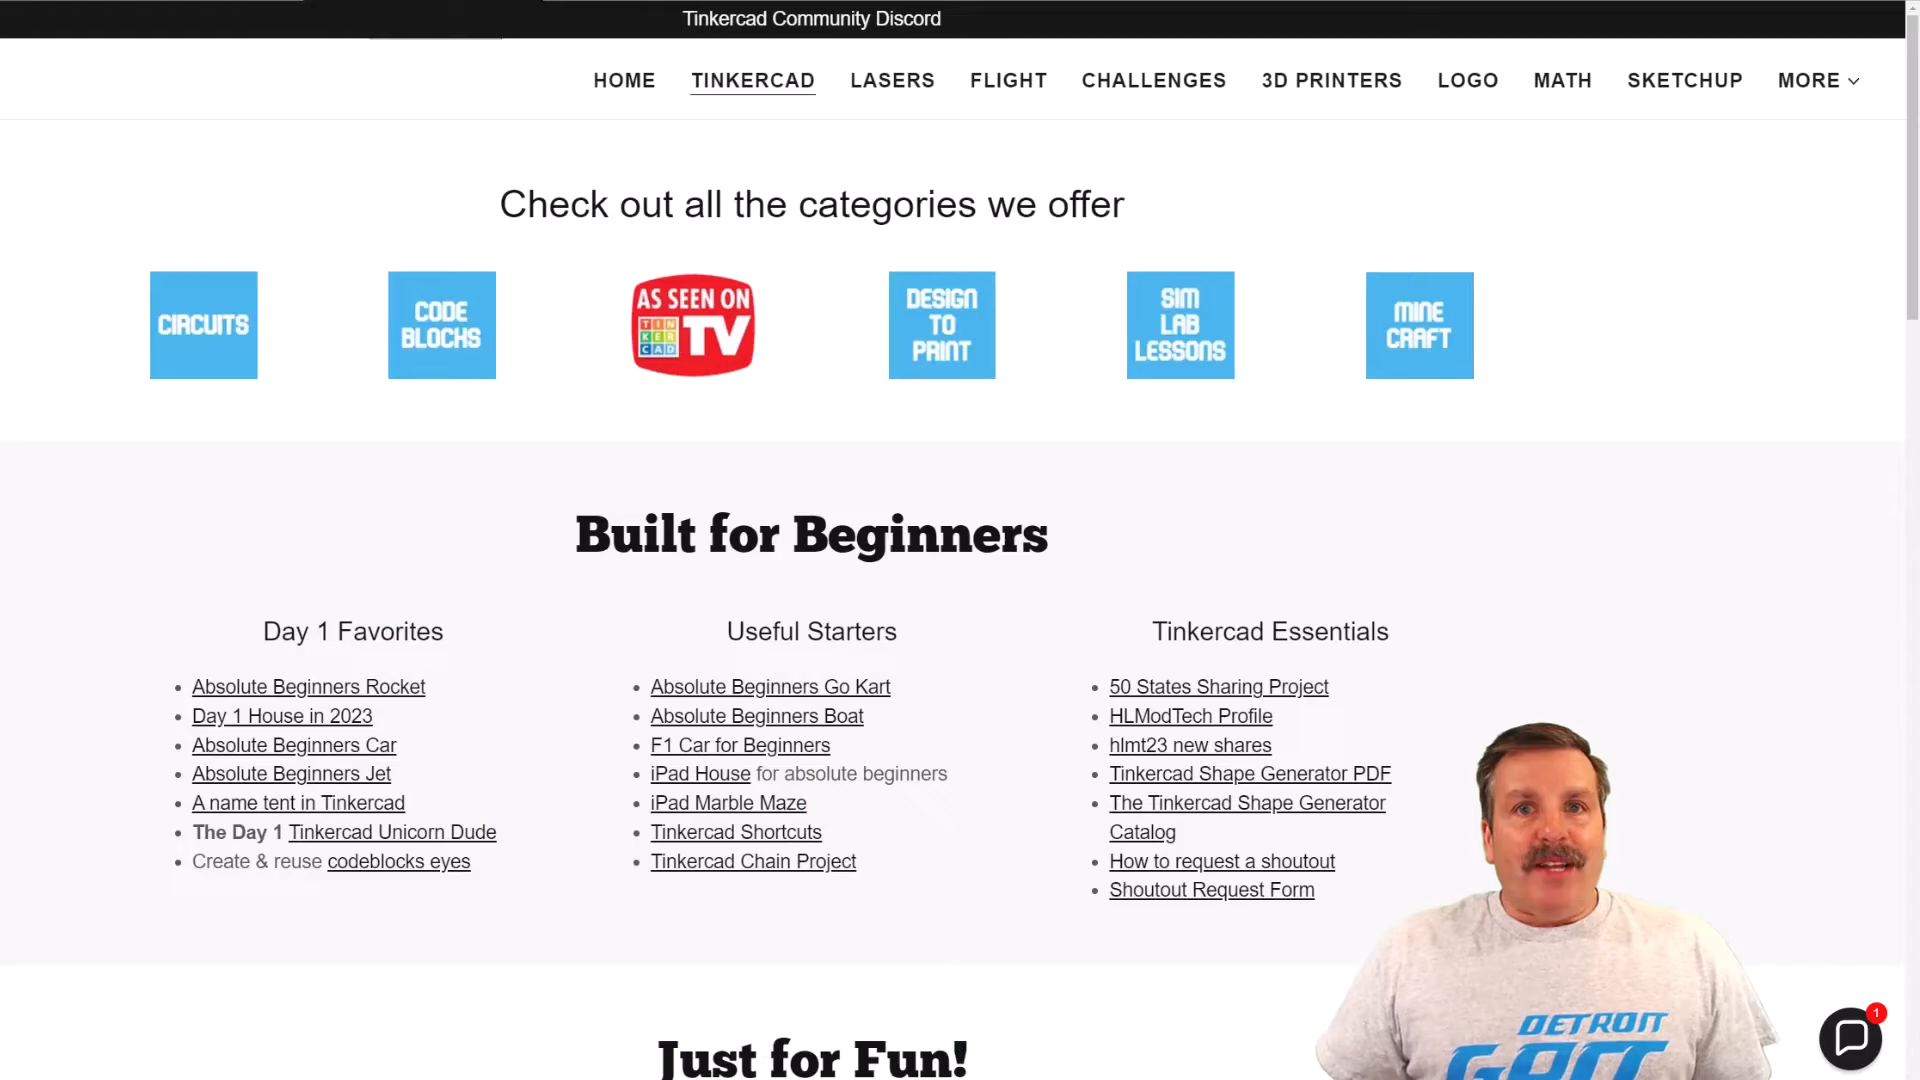 Tinkercad Community Discord
HOME TINKERCAD LASERS FLIGHT CHALLENGES 3D PRINTERS LOGO MATH SKETCHUP MORE
Check out all the categories we offer
CIRCUITS
CODE
BLOCKS
AS SEEN ON
TIN
KER
CAD
TV
DESIGN
TO
PRINT
SIM
LAB
LESSONS
MINE
CRAFT
Built for Beginners
Day 1 Favorites
Absolute Beginners Rocket
Day 1 House in 2023
Absolute Beginners Car
Absolute Beginners Jet
A name tent in Tinkercad
The Day 1 Tinkercad Unicorn Dude
Create & reuse codeblocks eyes
Useful Starters
Absolute Beginners Go Kart
Absolute Beginners Boat
F1 Car for Beginners
iPad House for absolute beginners
iPad Marble Maze
Tinkercad Shortcuts
Tinkercad Chain Project
Tinkercad Essentials
50 States Sharing Project
HLModTech Profile
hlmt23 new shares
Tinkercad Shape Generator PDF
The Tinkercad Shape Generator
Catalog
How to request a shoutout
Shoutout Request Form
Just for Fun!
DETROIT
1